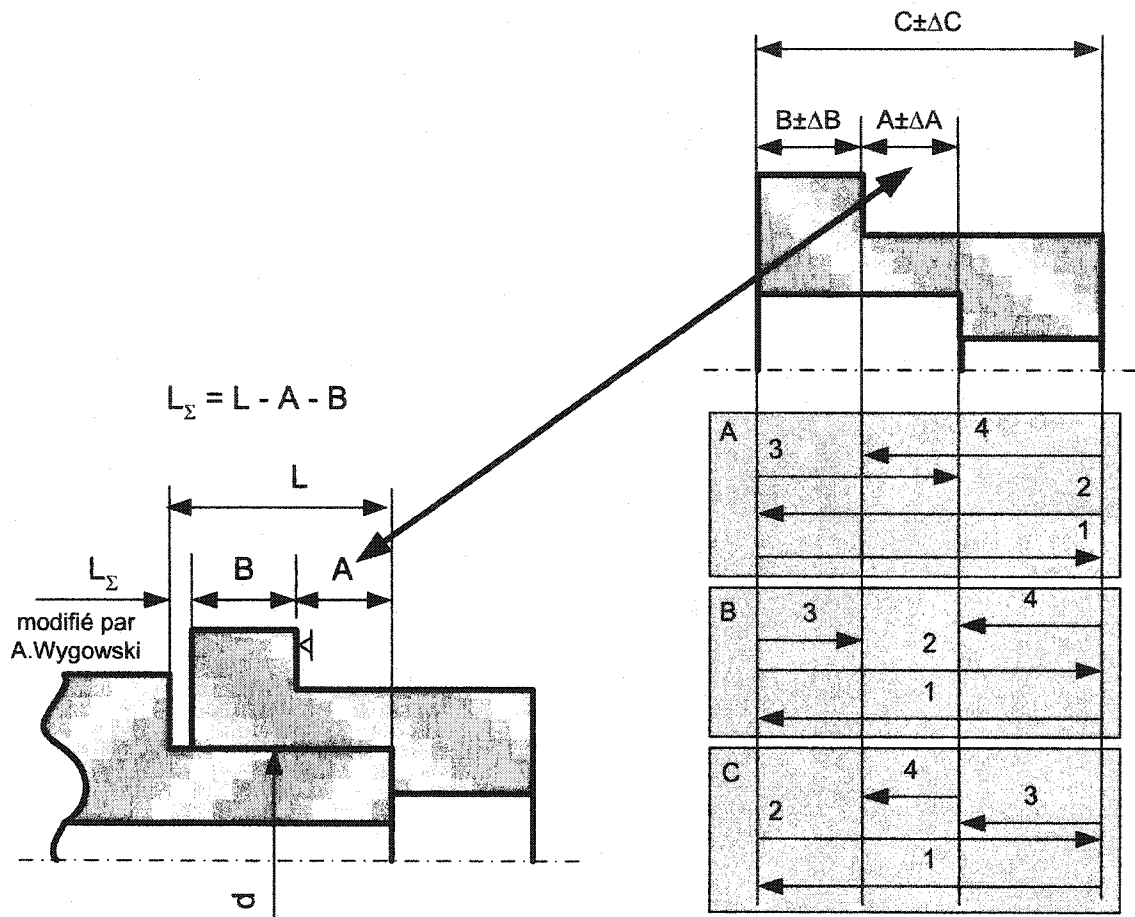 C±ΔC
B±ΔB
A±ΔA
L_Σ = L - A - B
L
L_Σ
B
A
modifié par
A.Wygowski
d
A
4
3
2
1
B
4
3
2
1
C
4
3
2
1